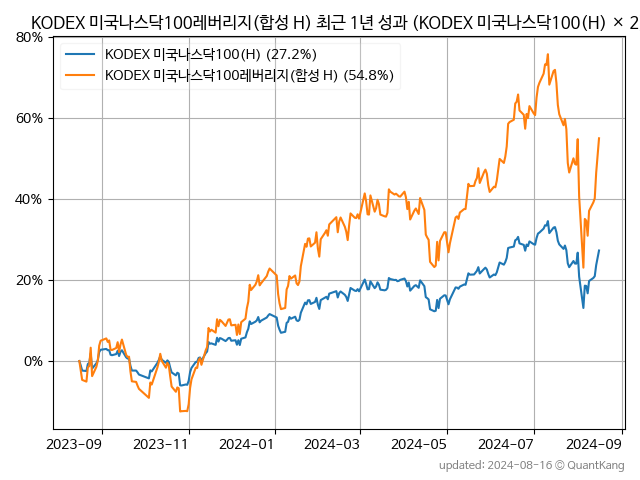 KODEX 미국나스닥100레버리지(합성 H) 최근 1년 성과 (KODEX 미국나스닥100(H) × 2
80%
KODEX 미국나스닥100(H) (27.2%)
KODEX 미국나스닥100레버리지(합성 H) (54.8%)
60%
40%
20%
0%
2023-09 2023-11 2024-01 2024-03 2024-05 2024-07 2024-09
updated: 2024-08-16 © QuantKang